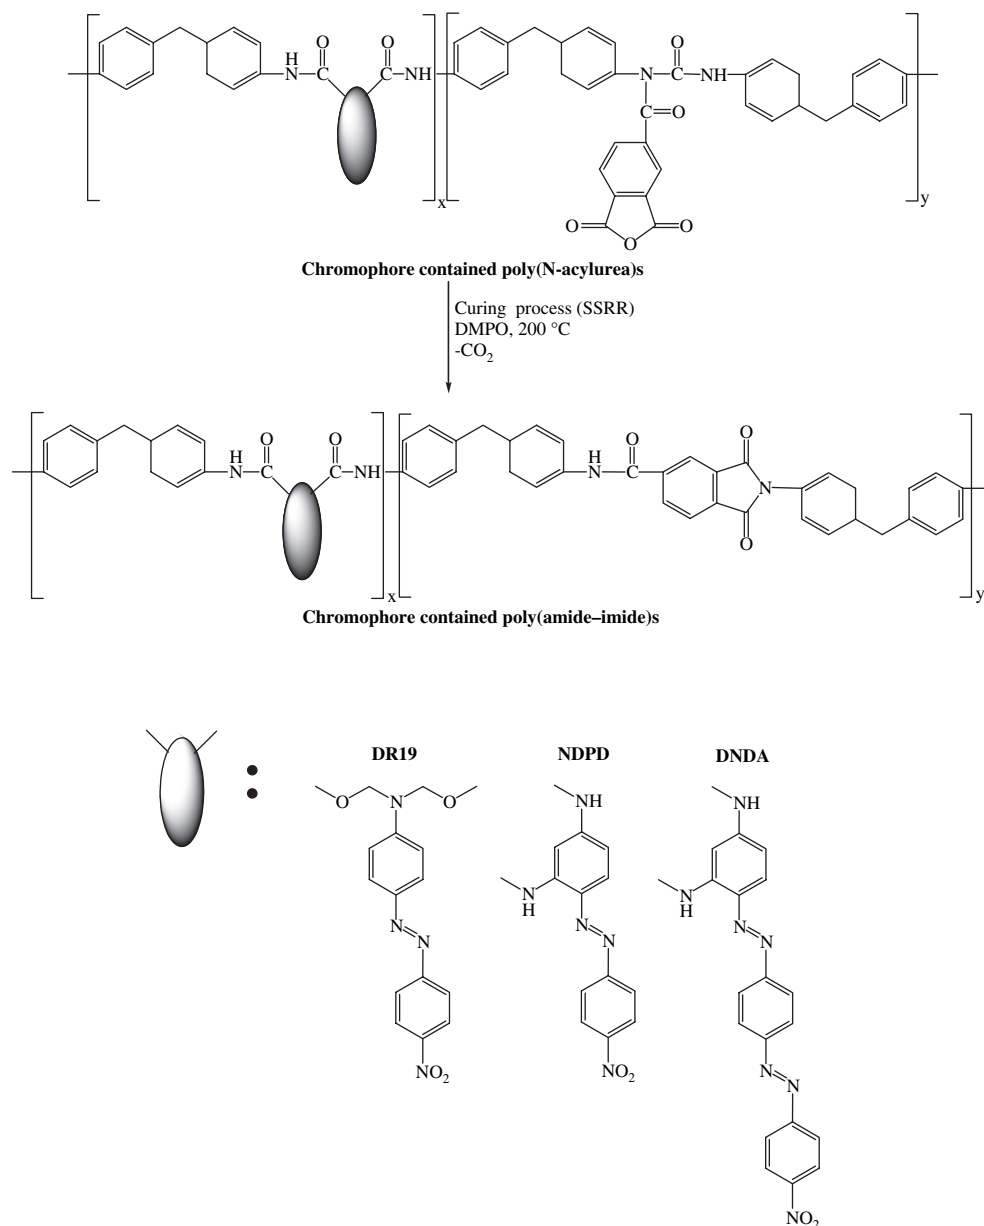 H O O O
N C C NH N C NH
C O
x y
O O O
Chromophore contained poly(N-acylurea)s
Curing process (SSRR)
DMPO, 200 °C
-CO2
H O O H O O
N C C NH N C N
O
x y
Chromophore contained poly(amide–imide)s
DR19 NDPD DNDA
O N O NH NH
N N
H H
N N N
N N N
NO2 NO2
N
N
NO2